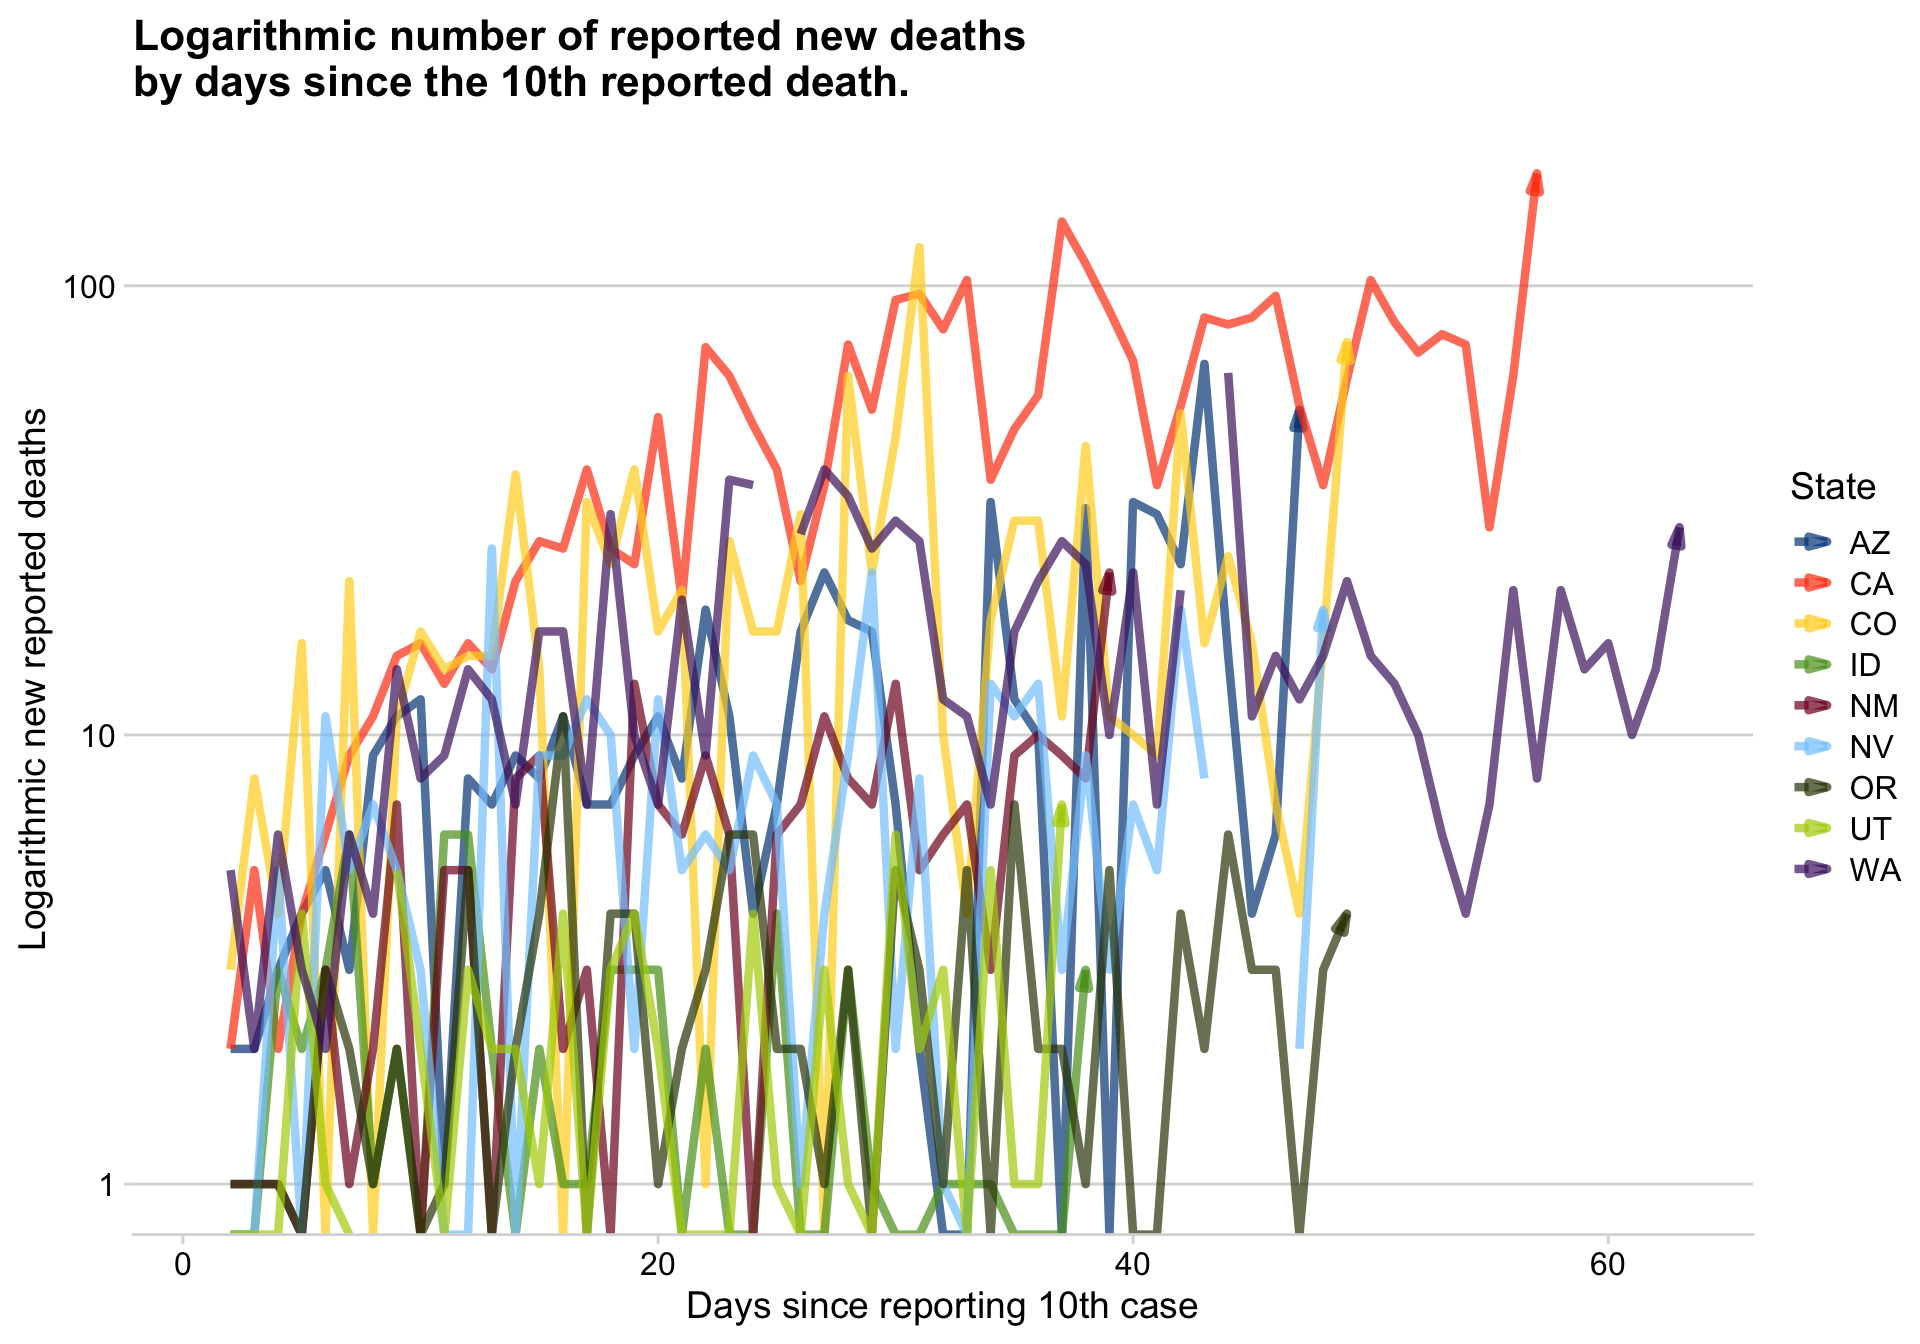 Logarithmic number of reported new deaths
by days since the 10th reported death.
Logarithmic new reported deaths
100
10
1
0
20
40
60
Days since reporting 10th case
State
AZ
CA
CO
ID
NM
NV
OR
UT
WA